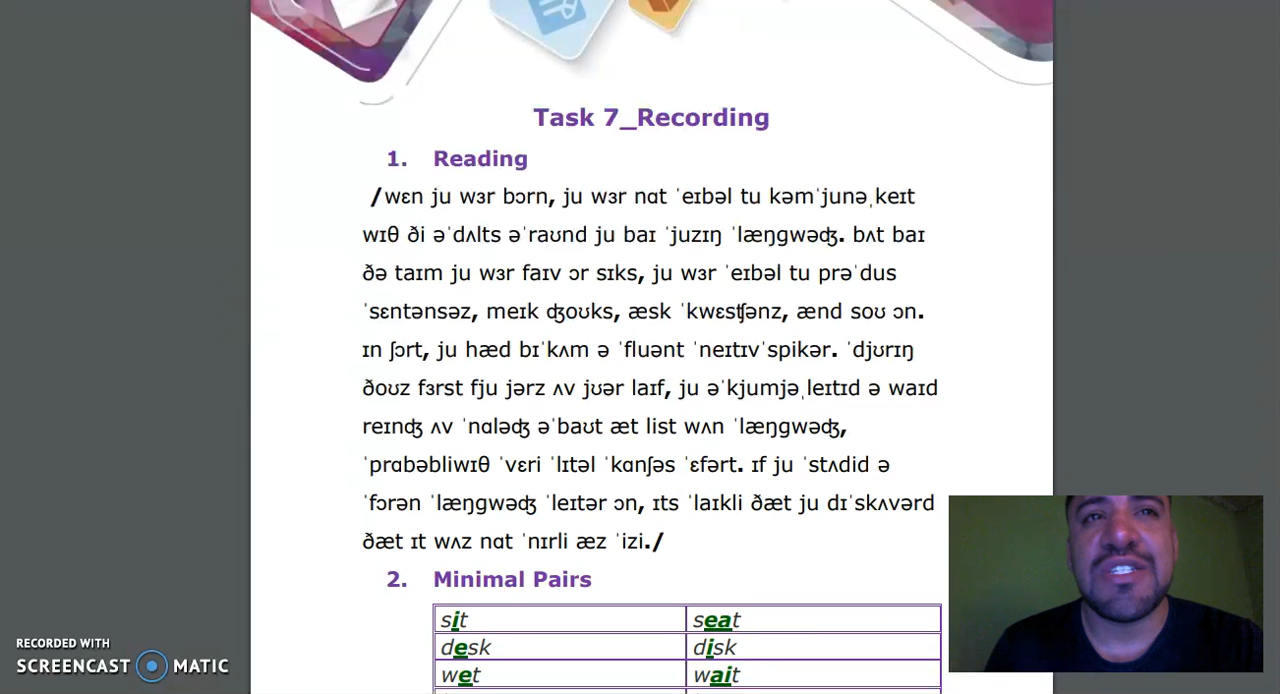 Task 7_Recording
1. Reading
/wɛn ju wɜr bɔrn, ju wɜr nɑt ˈeɪbəl tu kəmˈjunəˌkeɪt
wɪθ ði əˈdʌlts əˈraʊnd ju baɪ ˈjuzɪŋ ˈlæŋgwəʤ. bʌt baɪ
ðə taɪm ju wɜr faɪv ɔr sɪks, ju wɜr ˈeɪbəl tu prəˈdus
ˈsɛntənsəz, meɪk ʤoʊks, æsk ˈkwɛsʧənz, ænd soʊ ɔn.
ɪn ʃɔrt, ju hæd bɪˈkʌm ə ˈfluənt ˈneɪtɪvˈspikər. ˈdjʊrɪŋ
ðoʊz fɜrst fju jərz ʌv jʊər laɪf, ju əˈkjumjəˌleɪtɪd ə waɪd
reɪnʤ ʌv ˈnɑləʤ əˈbaʊt æt list wʌn ˈlæŋgwəʤ,
ˈprɑbəbliwɪθ ˈvɛri ˈlɪtəl ˈkɑnʃəs ˈɛfərt. ɪf ju ˈstʌdid ə
ˈfɔrən ˈlæŋgwəʤ ˈleɪtər ɔn, ɪts ˈlaɪkli ðæt ju dɪˈskʌvərd
ðæt ɪt wʌz nɑt ˈnɪrli æz ˈizi./
2. Minimal Pairs
sit seat
desk disk
wet wait
RECORDED WITH
SCREENCAST MATIC